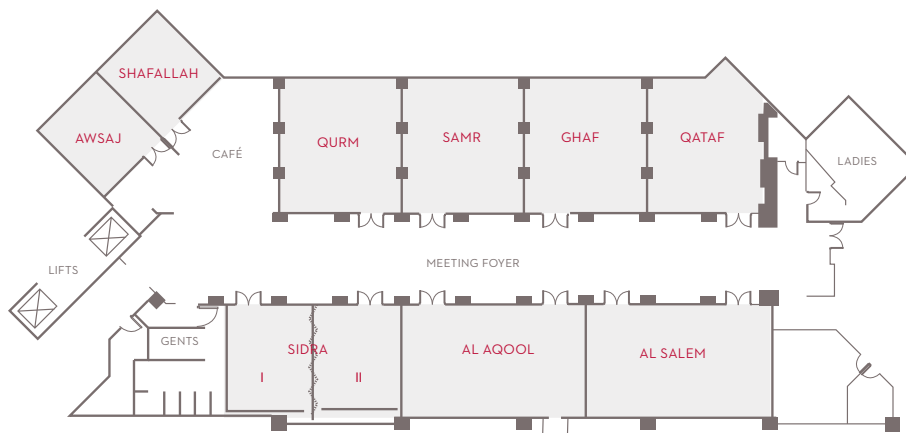 SHAFALLAH
AWSAJ
CAFÉ
QURM
SAMR
GHAF
QATAF
LADIES
LIFTS
MEETING FOYER
GENTS
SIDRA
I
II
AL AQOOL
AL SALEM